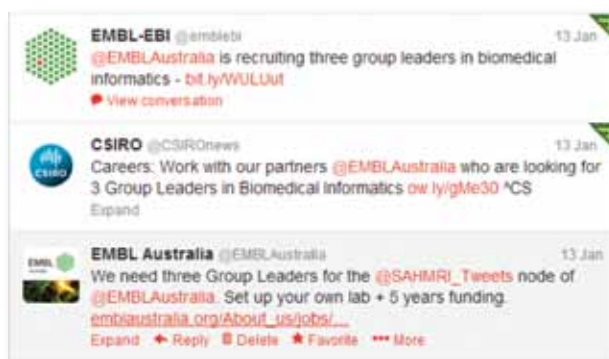 EMBL-EBI @emblebi 13 Jan
@EMBLAustralia is recruiting three group leaders in biomedical
informatics - bit.ly/WULUut
View conversation
CSIRO
CSIRO @CSIROnews 13 Jan
Careers: Work with our partners @EMBLAustralia who are looking for
3 Group Leaders in Biomedical Informatics ow.ly/gMe30 ^CS
Expand
EMBL
EMBL Australia @EMBLAustralia 13 Jan
We need three Group Leaders for the @SAHMRI_Tweets node of
@EMBLAustralia. Set up your own lab + 5 years funding.
emblaustralia.org/About_us/jobs/...
Expand Reply Delete Favorite More